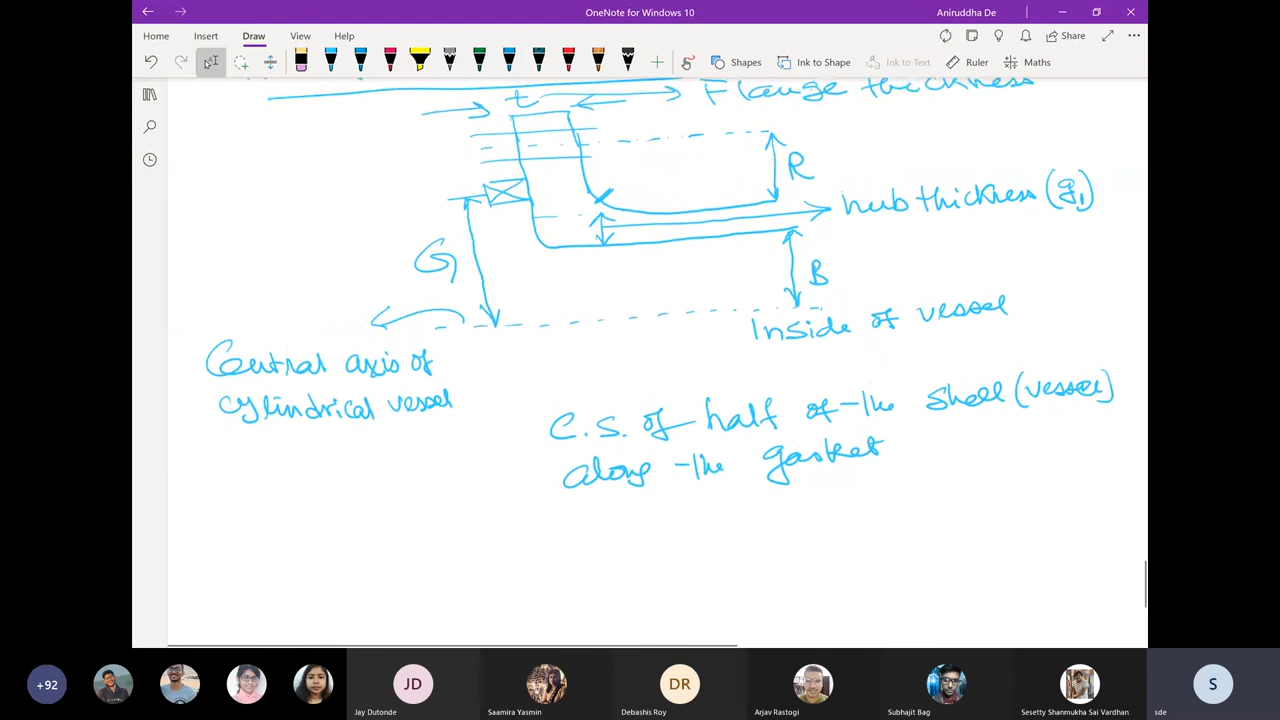 OneNote for Windows 10
Aniruddha De
Home Insert Draw View Help
Share
Shapes Ink to Shape Ink to Text Ruler Maths
t Flange thickness
R
hub thickness (g1)
G
B
Inside of vessel
Central axis of
cylindrical vessel
C.S. of half of the shell (vessel)
along the gasket
+92
JD DR S
Jay Dutonde Saamira Yasmin Debashis Roy Arjav Rastogi Subhajit Bag Sesetty Shanmukha Sai Vardhan sde